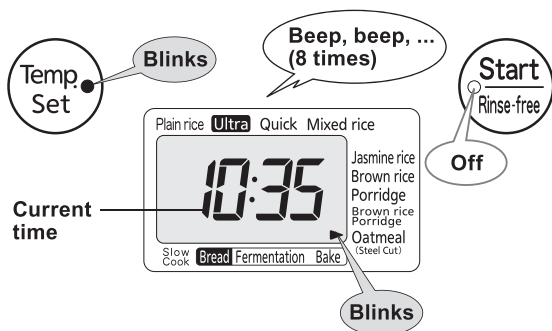 Temp.
Set
Blinks
Beep, beep, ...
(8 times)
Start
Rinse-free
Off
Plain rice Ultra Quick Mixed rice
10:35
Jasmine rice
Brown rice
Porridge
Brown rice
Porridge
Oatmeal
(Steel Cut)
Current
time
Slow
Cook Bread Fermentation Bake
Blinks